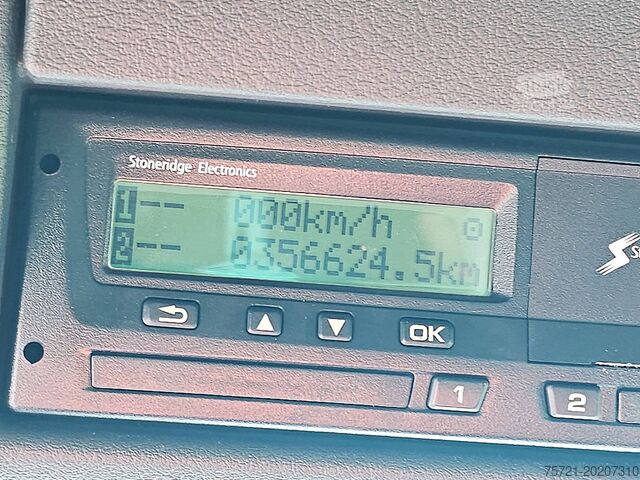 Stoneridge Electronics
1-- 000km/h
2-- 0356624.5km
OK
1
2
75721-20207310